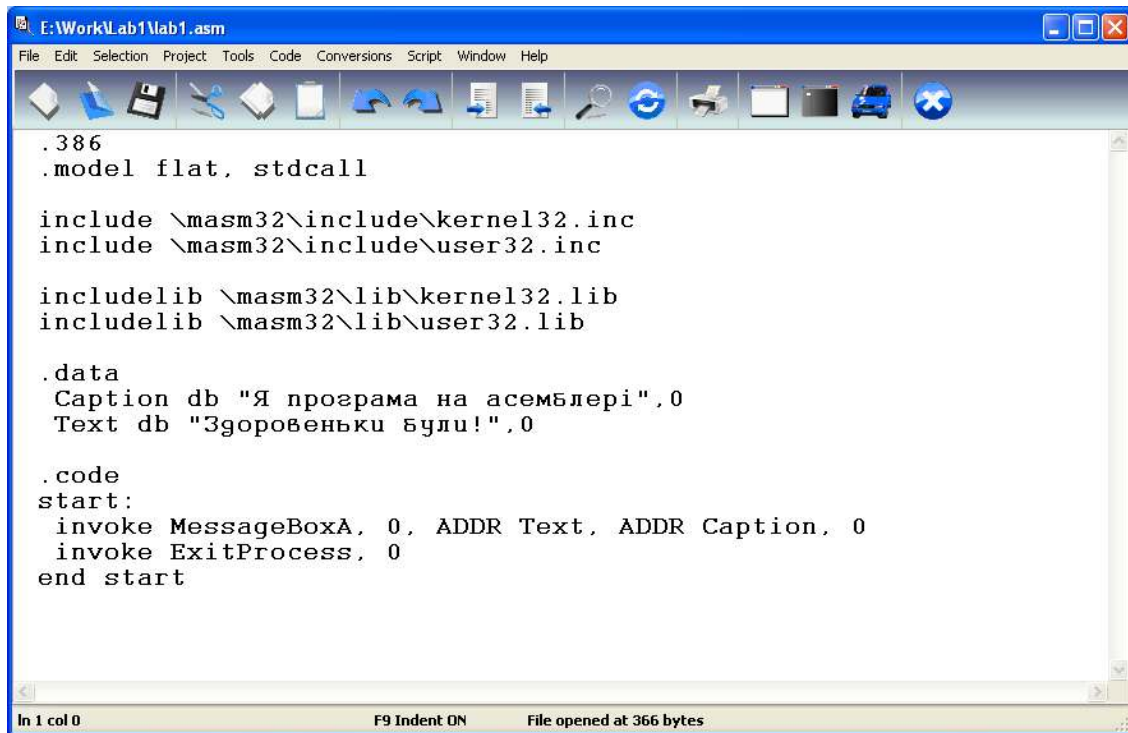 E:\Work\Lab1\lab1.asm
File Edit Selection Project Tools Code Conversions Script Window Help
.386
.model flat, stdcall
include \masm32\include\kernel32.inc
include \masm32\include\user32.inc
includelib \masm32\lib\kernel32.lib
includelib \masm32\lib\user32.lib
.data
Caption db "Я програма на асемблері",0
Text db "Здоровеньки були!",0
.code
start:
invoke MessageBoxA, 0, ADDR Text, ADDR Caption, 0
invoke ExitProcess, 0
end start
ln 1 col 0 F9 Indent ON File opened at 366 bytes